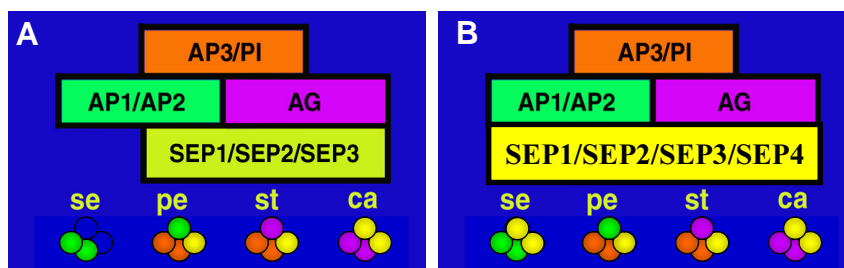 A
AP3/PI
AP1/AP2 AG
SEP1/SEP2/SEP3
se pe st ca
B
AP3/PI
AP1/AP2 AG
SEP1/SEP2/SEP3/SEP4
se pe st ca